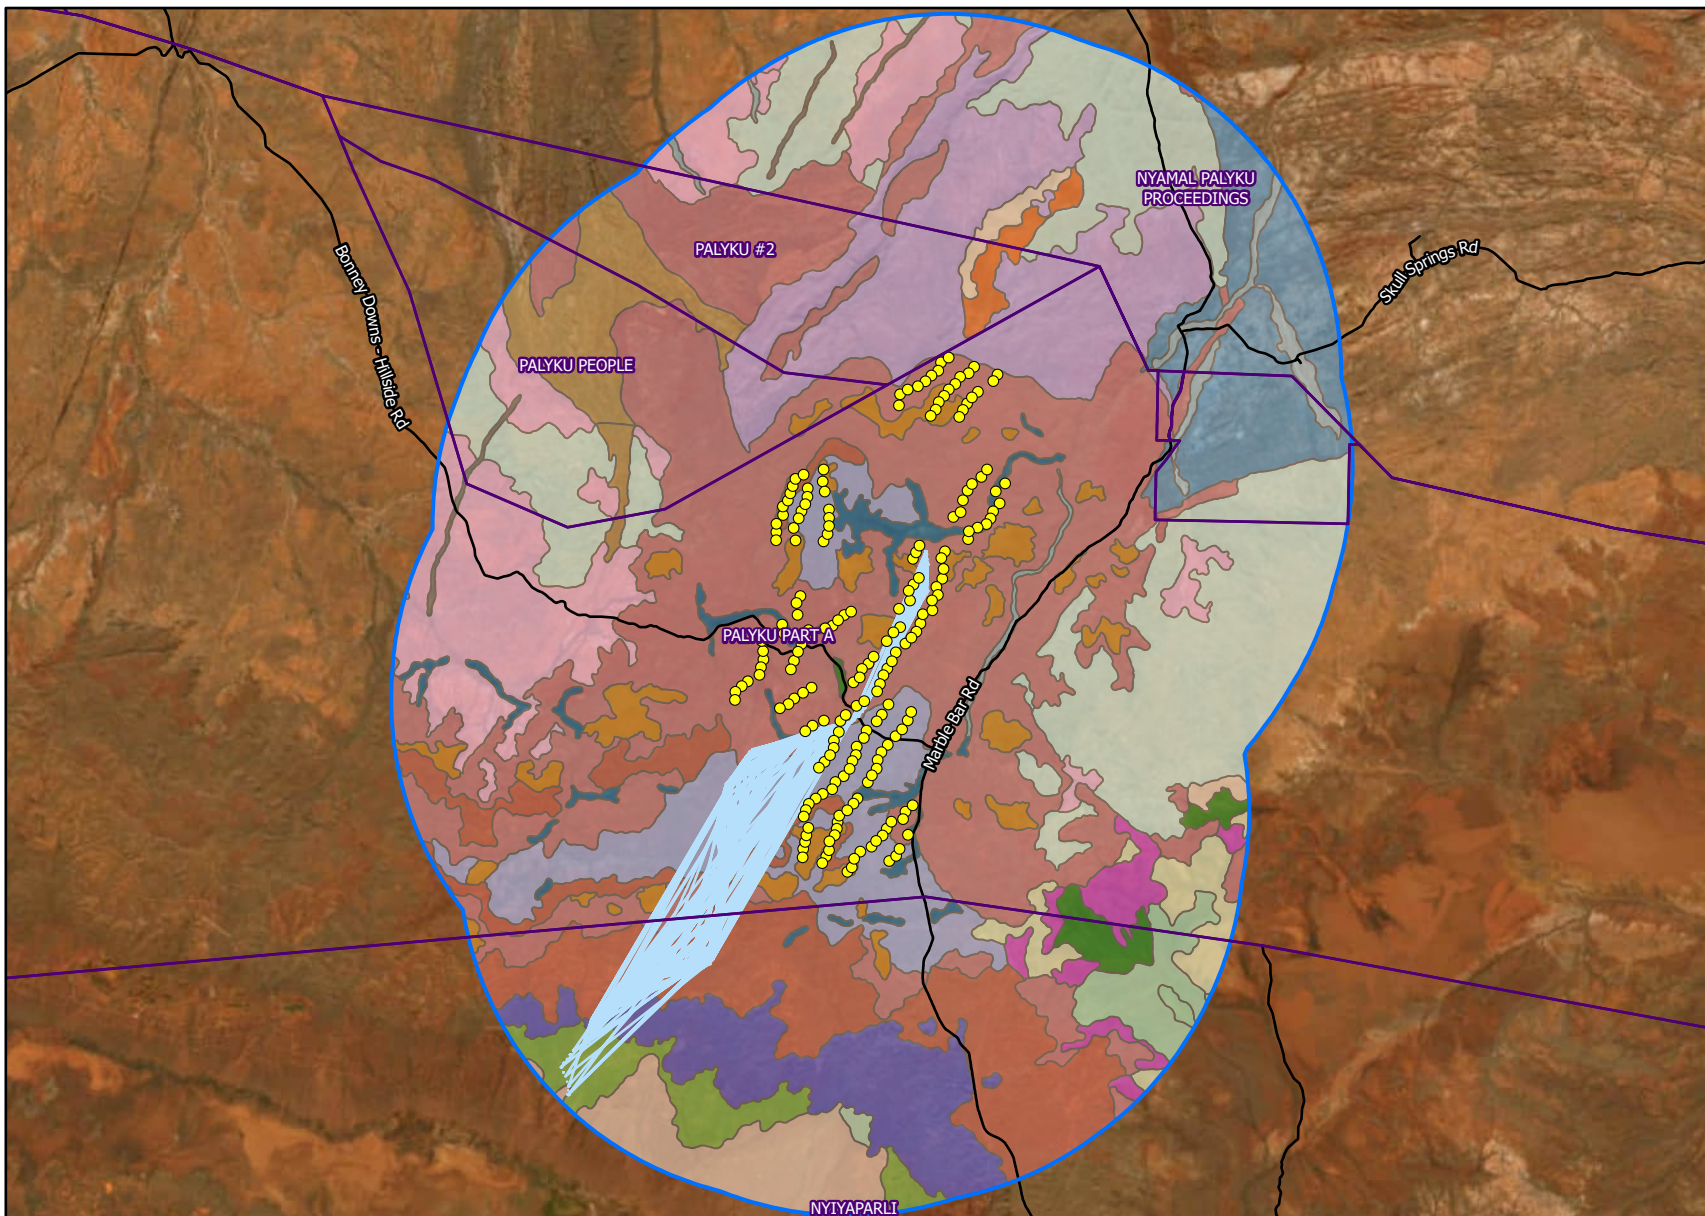 NYAMAL PALYKU
PROCEEDINGS
PALYKU #2
Skull Springs Rd
Bonney Downs - Hillside Rd
PALYKU PEOPLE
PALYKU PART A
Marble Bar Rd
NYIYAPARLI